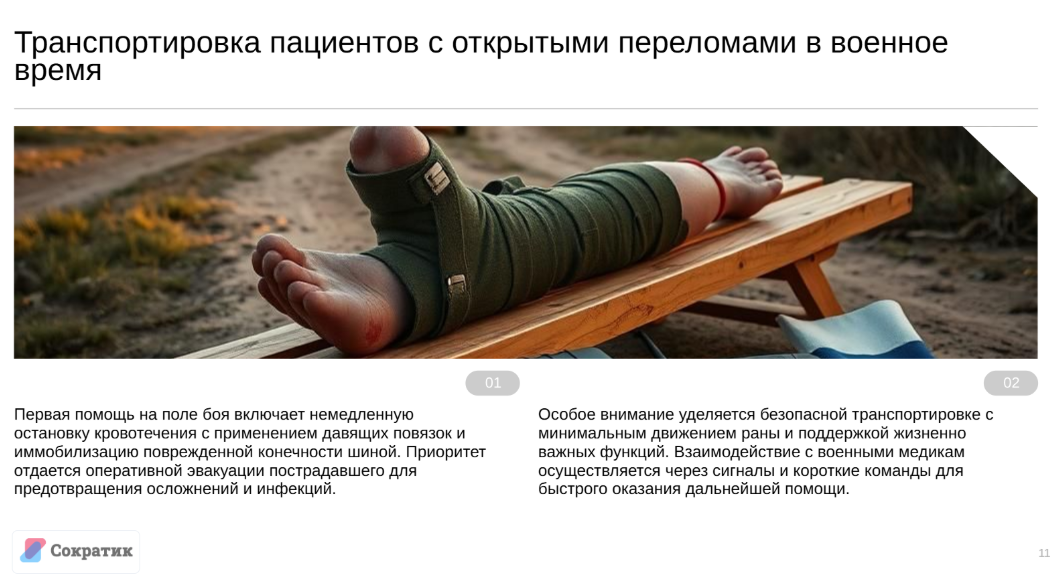 Транспортировка пациентов с открытыми переломами в военное
время
01
Первая помощь на поле боя включает немедленную
остановку кровотечения с применением давящих повязок и
иммобилизацию поврежденной конечности шиной. Приоритет
отдается оперативной эвакуации пострадавшего для
предотвращения осложнений и инфекций.
02
Особое внимание уделяется безопасной транспортировке с
минимальным движением раны и поддержкой жизненно
важных функций. Взаимодействие с военными медикам
осуществляется через сигналы и короткие команды для
быстрого оказания дальнейшей помощи.
Сократик
11